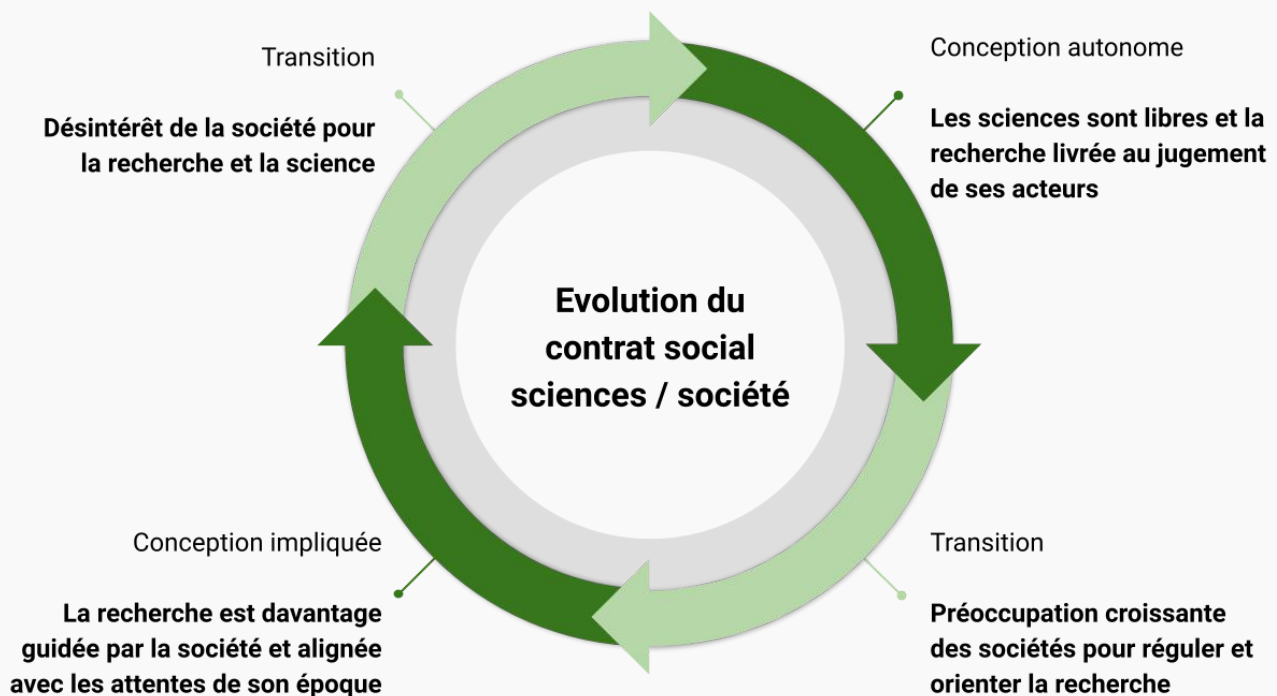 Transition
Désintérêt de la société pour
la recherche et la science
Conception autonome
Les sciences sont libres et la
recherche livrée au jugement
de ses acteurs
Evolution du
contrat social
sciences / société
Conception impliquée
La recherche est davantage
guidée par la société et alignée
avec les attentes de son époque
Transition
Préoccupation croissante
des sociétés pour réguler et
orienter la recherche